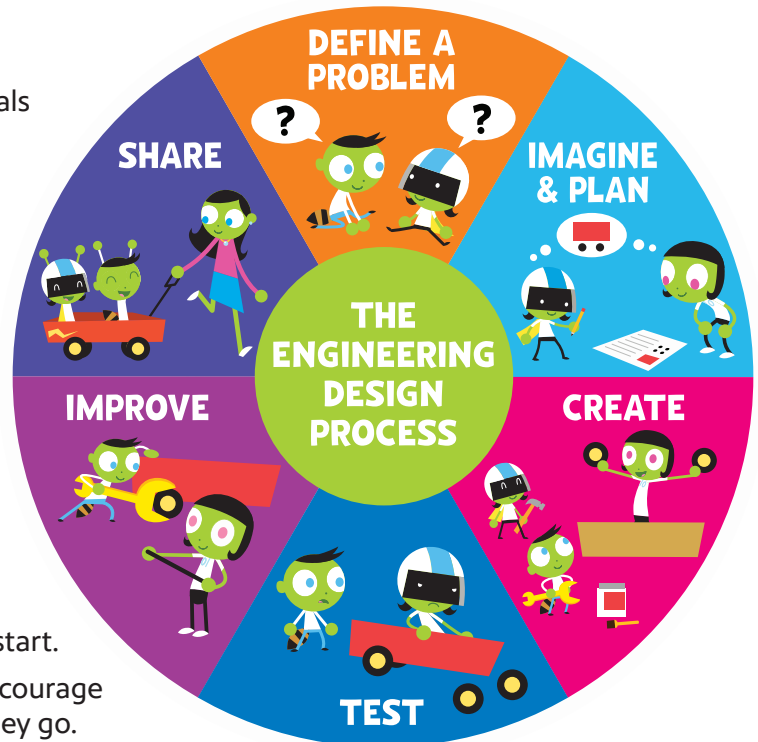 DEFINE A
PROBLEM
?
?
IMAGINE
& PLAN
CREATE
TEST
IMPROVE
SHARE
THE
ENGINEERING
DESIGN
PROCESS
als
start.
courage
ey go.